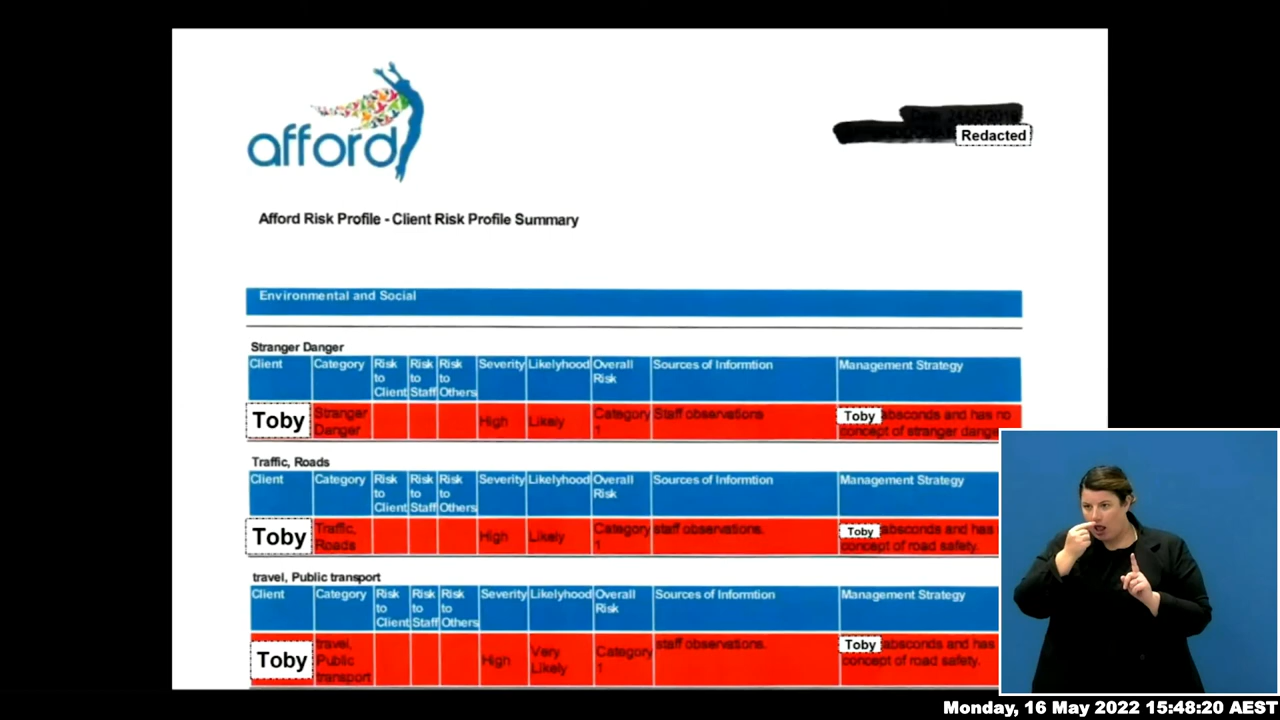 afford
Redacted
Afford Risk Profile - Client Risk Profile Summary
Environmental and Social
Stranger Danger
Client Category Risk to Client Risk to Staff Risk to Others Severity Likelyhood Overall Risk Sources of Informtion Management Strategy
Toby Stranger Danger High Likely Category 1 Staff observations Toby absconds and has no
concept of stranger
Traffic, Roads
Client Category Risk to Client Risk to Staff Risk to Others Severity Likelyhood Overall Risk Sources of Informtion Management Strategy
Toby Traffic, Roads High Likely Category 1 staff observations. Toby absconds and has
concept of road safety.
travel, Public transport
Client Category Risk to Client Risk to Staff Risk to Others Severity Likelyhood Overall Risk Sources of Informtion Management Strategy
Toby travel, Public transport High Very Likely Category 1 staff observations. Toby absconds and has
concept of road safety.
Monday, 16 May 2022 15:48:20 AEST